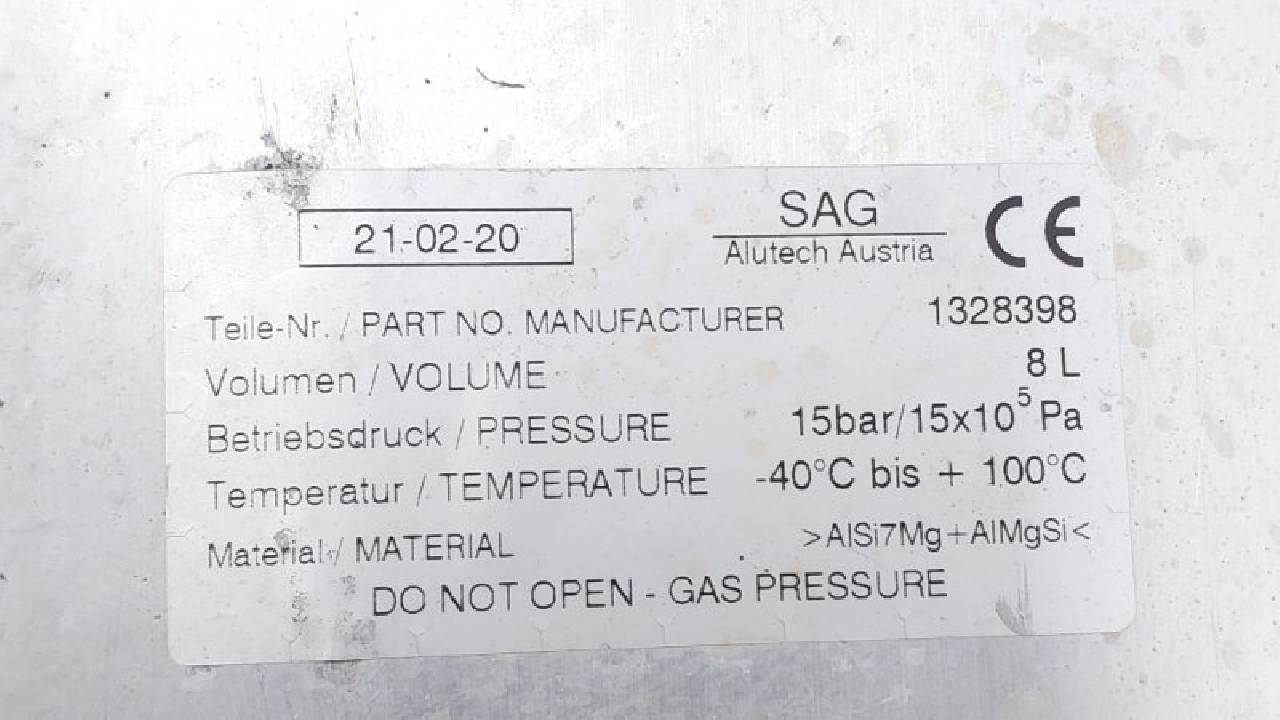 21-02-20
SAG
Alutech Austria
CE
Teile-Nr. / PART NO. MANUFACTURER 1328398
Volumen / VOLUME 8 L
Betriebsdruck / PRESSURE 15bar/15x10⁵ Pa
Temperatur / TEMPERATURE -40°C bis + 100°C
Material / MATERIAL >AlSi7Mg+AlMgSi<
DO NOT OPEN - GAS PRESSURE